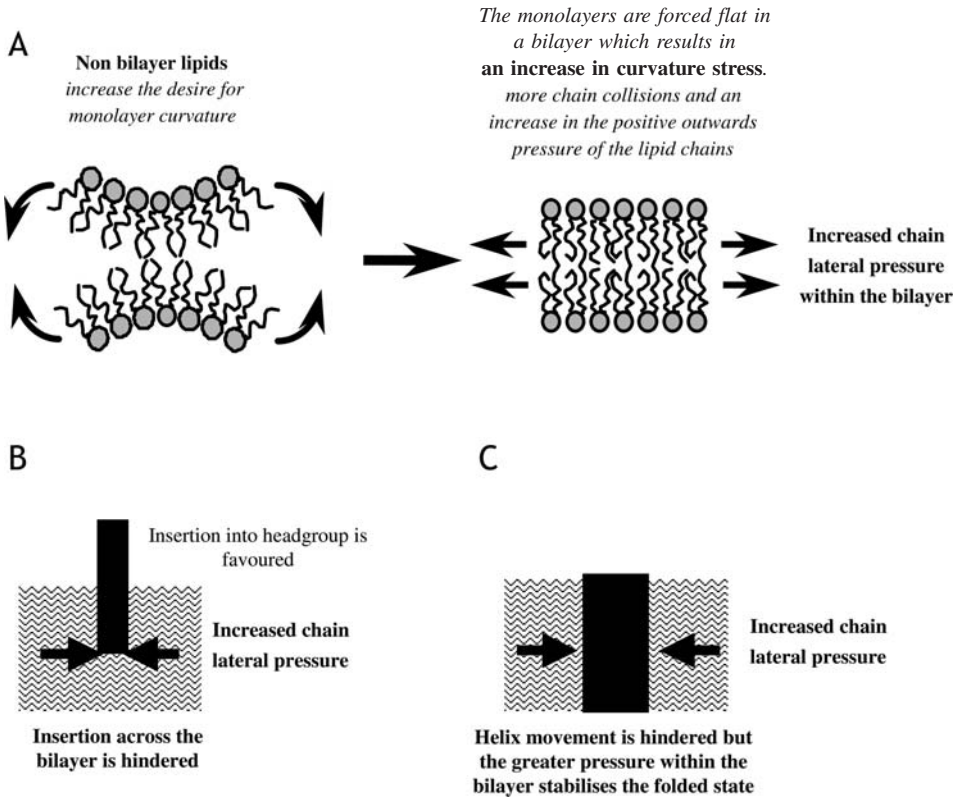 A
Non bilayer lipids
increase the desire for
monolayer curvature
The monolayers are forced flat in
a bilayer which results in
an increase in curvature stress.
more chain collisions and an
increase in the positive outwards
pressure of the lipid chains
Increased chain
lateral pressure
within the bilayer
B
Insertion into headgroup is
favoured
Increased chain
lateral pressure
Insertion across the
bilayer is hindered
C
Increased chain
lateral pressure
Helix movement is hindered but
the greater pressure within the
bilayer stabilises the folded state